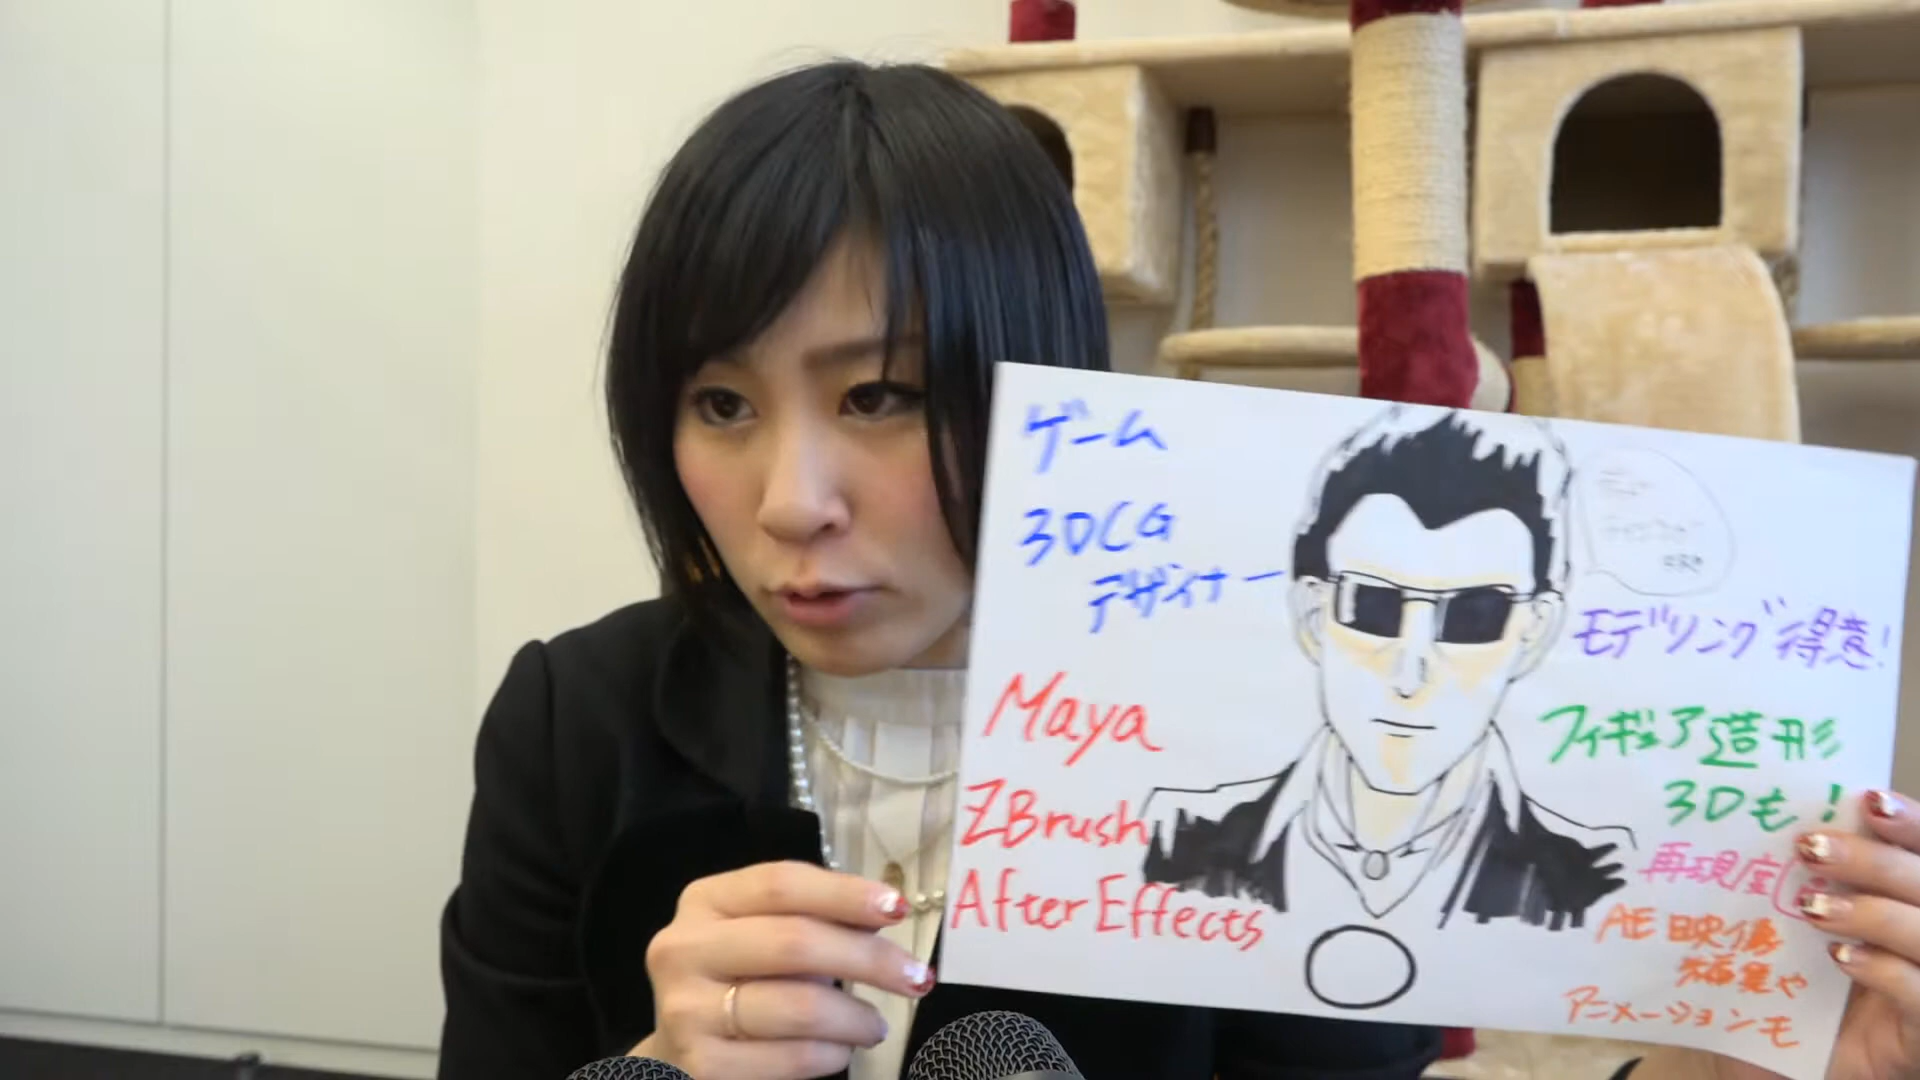 ゲーム
3DCG
デザイナー
Maya
ZBrush
After Effects
モデリング得意!
フィギュア造形
3Dも!
再現度
AE映像
編集や
アニメーションも